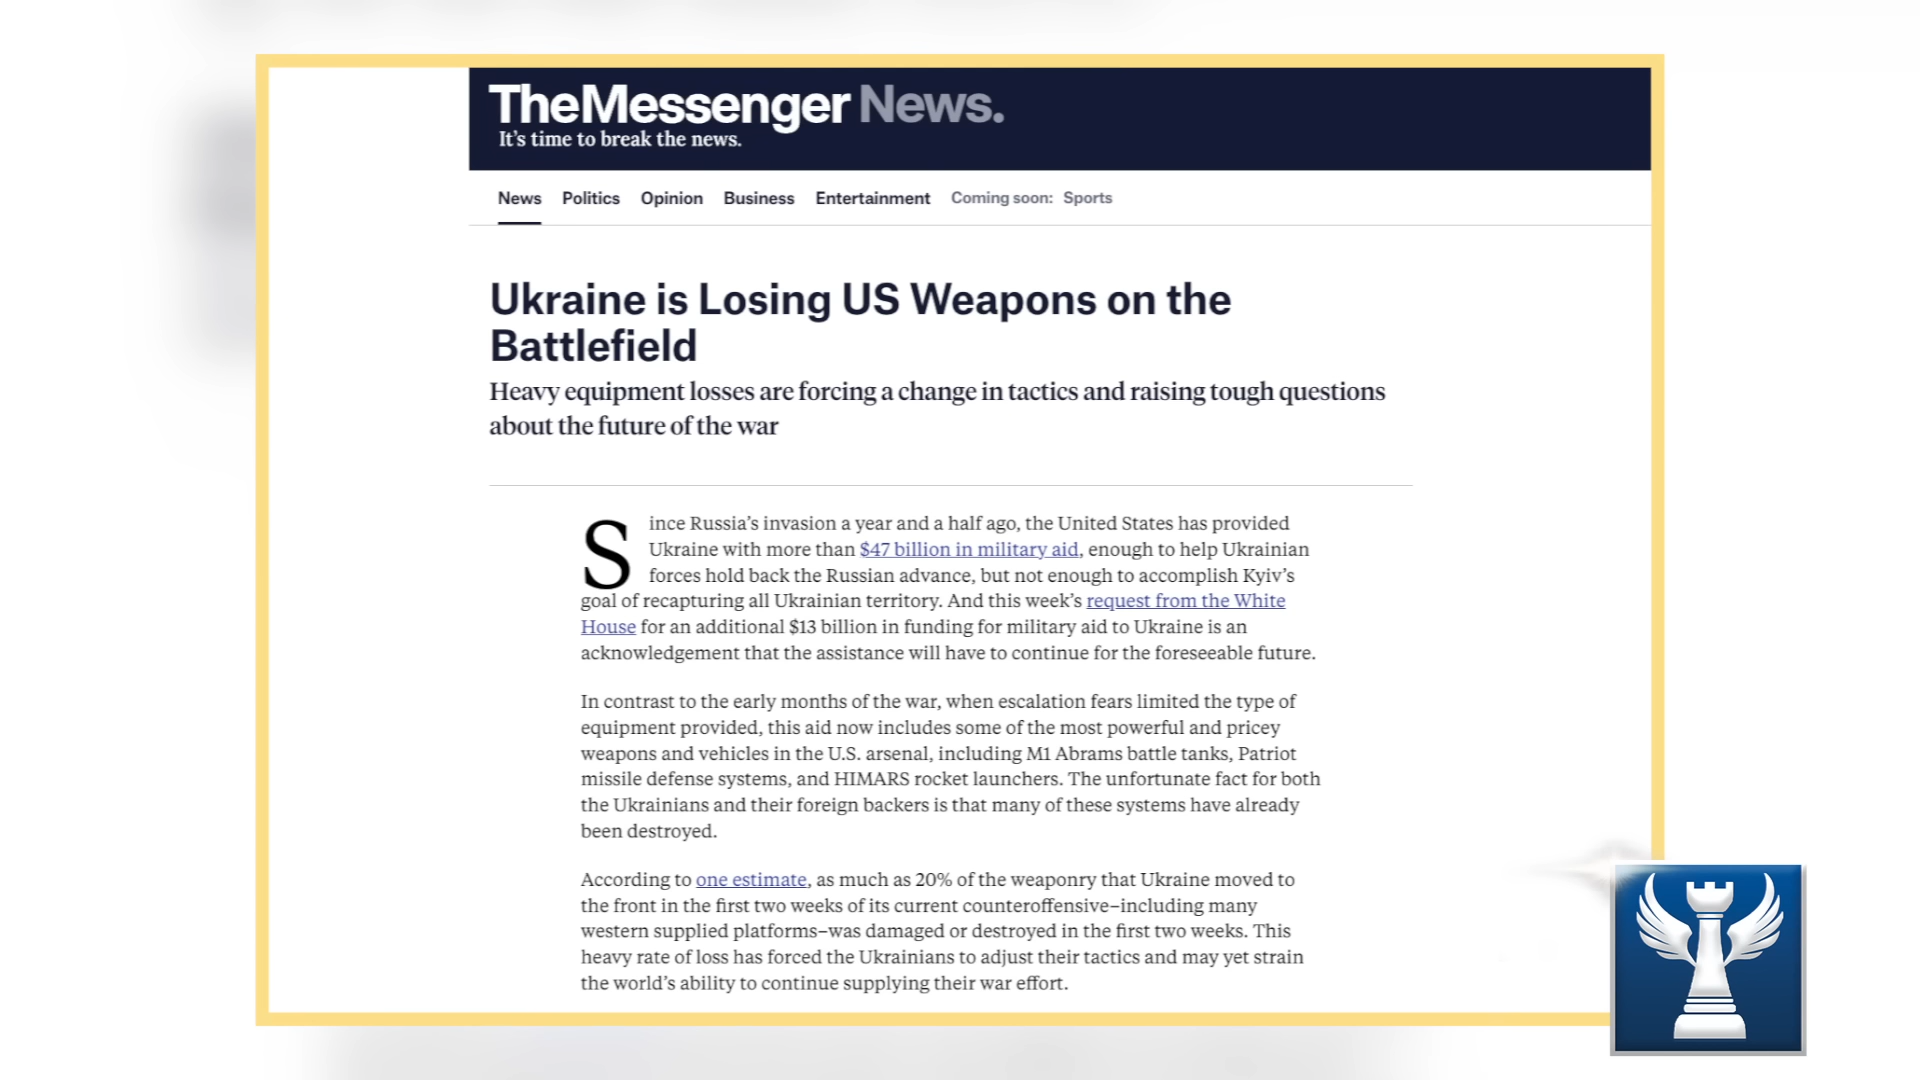 TheMessenger News.
It's time to break the news.
News Politics Opinion Business Entertainment Coming soon: Sports
Ukraine is Losing US Weapons on the
Battlefield
Heavy equipment losses are forcing a change in tactics and raising tough questions
about the future of the war
Since Russia’s invasion a year and a half ago, the United States has provided
Ukraine with more than $47 billion in military aid, enough to help Ukrainian
forces hold back the Russian advance, but not enough to accomplish Kyiv’s
goal of recapturing all Ukrainian territory. And this week’s request from the White
House for an additional $13 billion in funding for military aid to Ukraine is an
acknowledgement that the assistance will have to continue for the foreseeable future.
In contrast to the early months of the war, when escalation fears limited the type of
equipment provided, this aid now includes some of the most powerful and pricey
weapons and vehicles in the U.S. arsenal, including M1 Abrams battle tanks, Patriot
missile defense systems, and HIMARS rocket launchers. The unfortunate fact for both
the Ukrainians and their foreign backers is that many of these systems have already
been destroyed.
According to one estimate, as much as 20% of the weaponry that Ukraine moved to
the front in the first two weeks of its current counteroffensive–including many
western supplied platforms–was damaged or destroyed in the first two weeks. This
heavy rate of loss has forced the Ukrainians to adjust their tactics and may yet strain
the world’s ability to continue supplying their war effort.